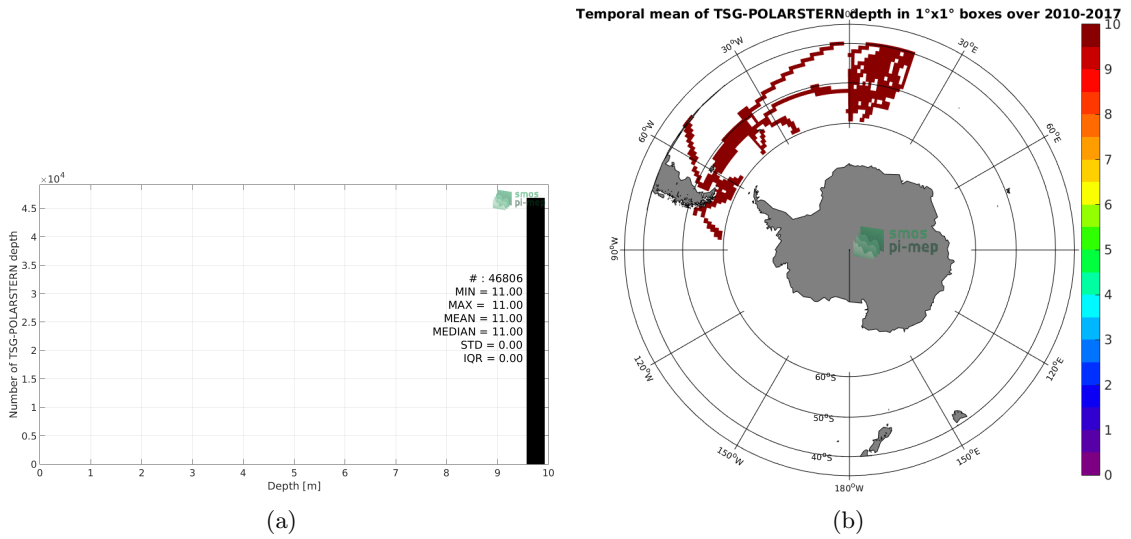 ×10⁴
4.5
4
3.5
3
2.5
2
1.5
1
0.5
0
Number of TSG-POLARSTERN depth
smos
pi-mep
# : 46806
MIN = 11.00
MAX = 11.00
MEAN = 11.00
MEDIAN = 11.00
STD = 0.00
IQR = 0.00
0 1 2 3 4 5 6 7 8 9 10
Depth [m]
(a)
Temporal mean of TSG-POLARSTERN depth in 1°x1° boxes over 2010-2017
0°
30°W
30°E
60°W
60°E
90°W
120°W
120°E
150°W
150°E
180°W
60°S
50°S
40°S
smos
pi-mep
10
9
8
7
6
5
4
3
2
1
0
(b)